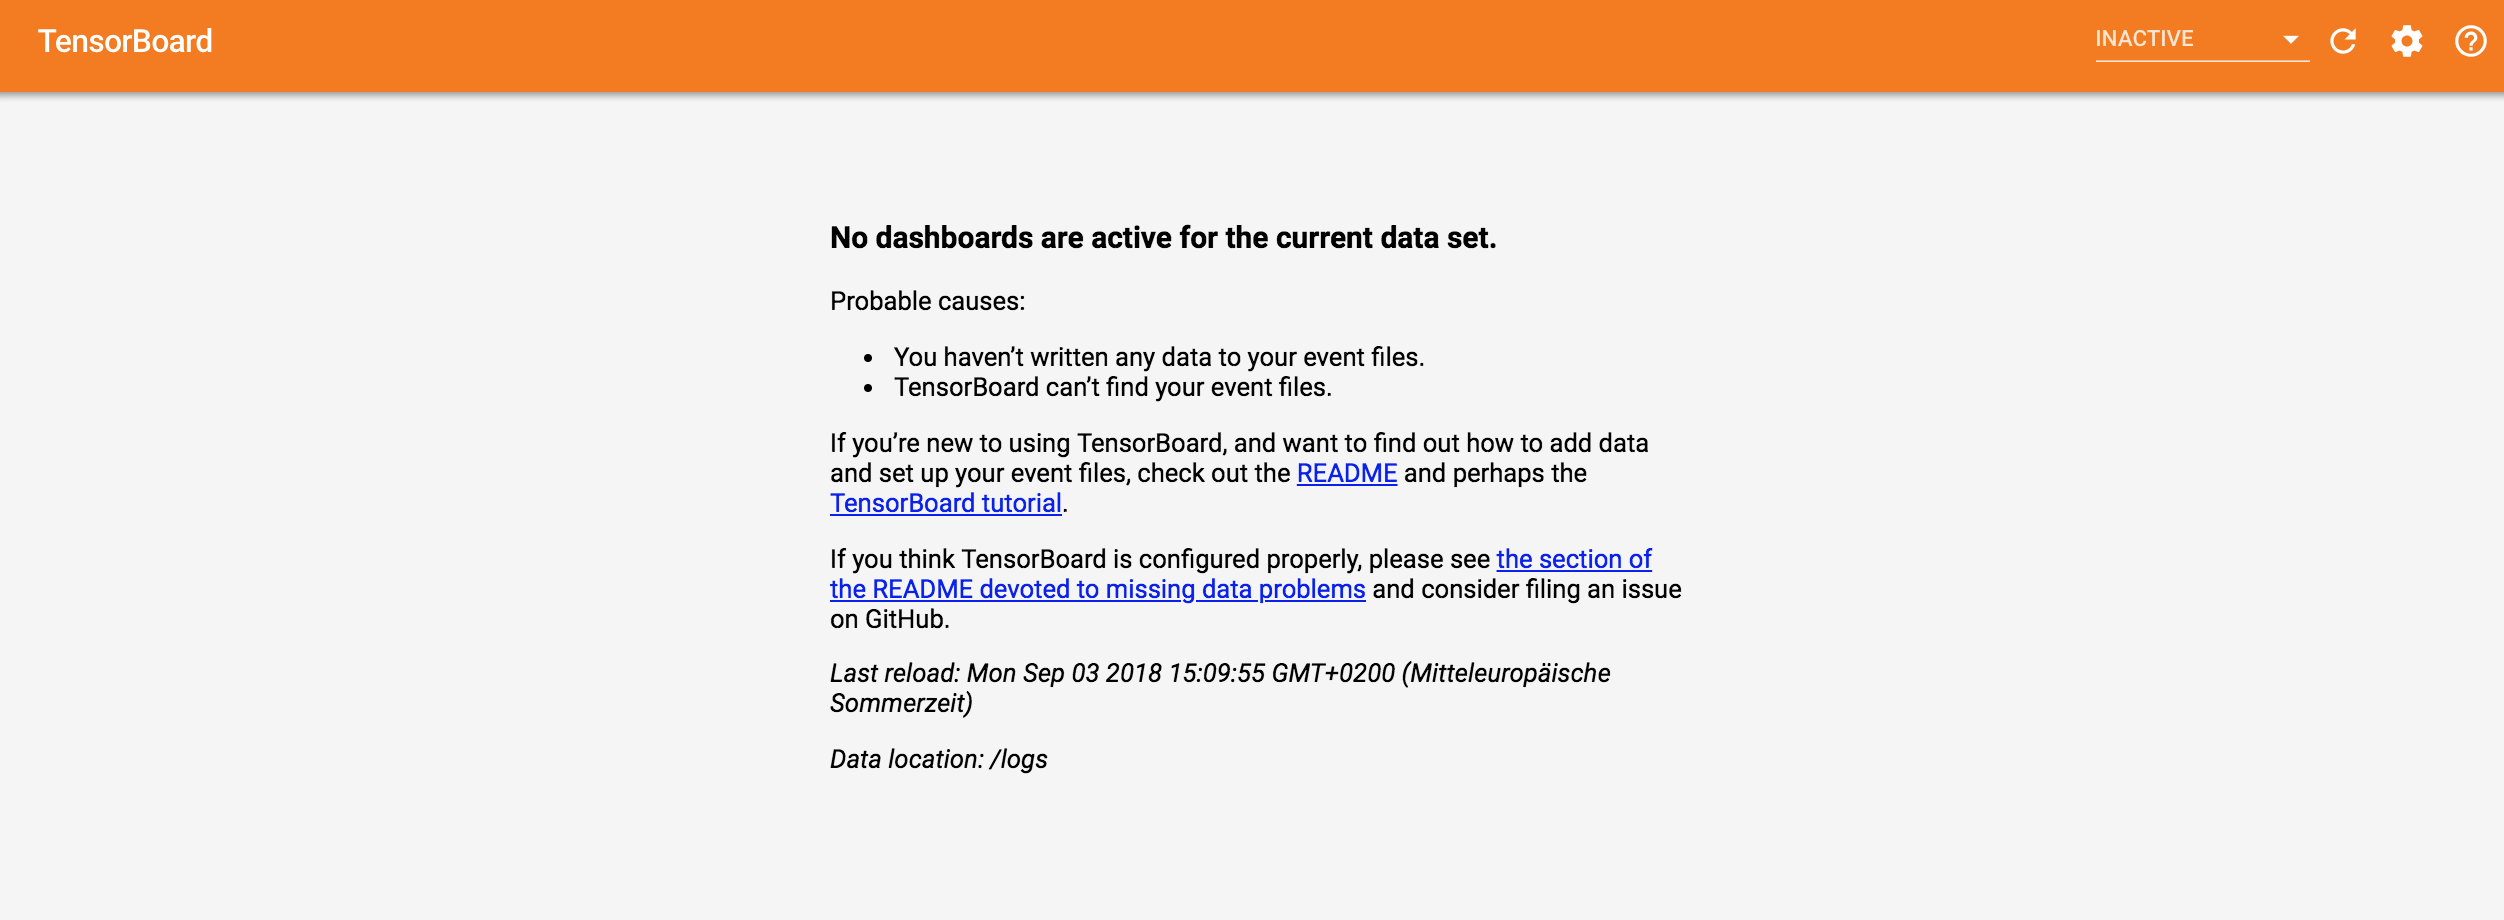 TensorBoard
INACTIVE
No dashboards are active for the current data set.
Probable causes:
• You haven’t written any data to your event files.
• TensorBoard can’t find your event files.
If you’re new to using TensorBoard, and want to find out how to add data
and set up your event files, check out the README and perhaps the
TensorBoard tutorial.
If you think TensorBoard is configured properly, please see the section of
the README devoted to missing data problems and consider filing an issue
on GitHub.
Last reload: Mon Sep 03 2018 15:09:55 GMT+0200 (Mitteleuropäische
Sommerzeit)
Data location: /logs